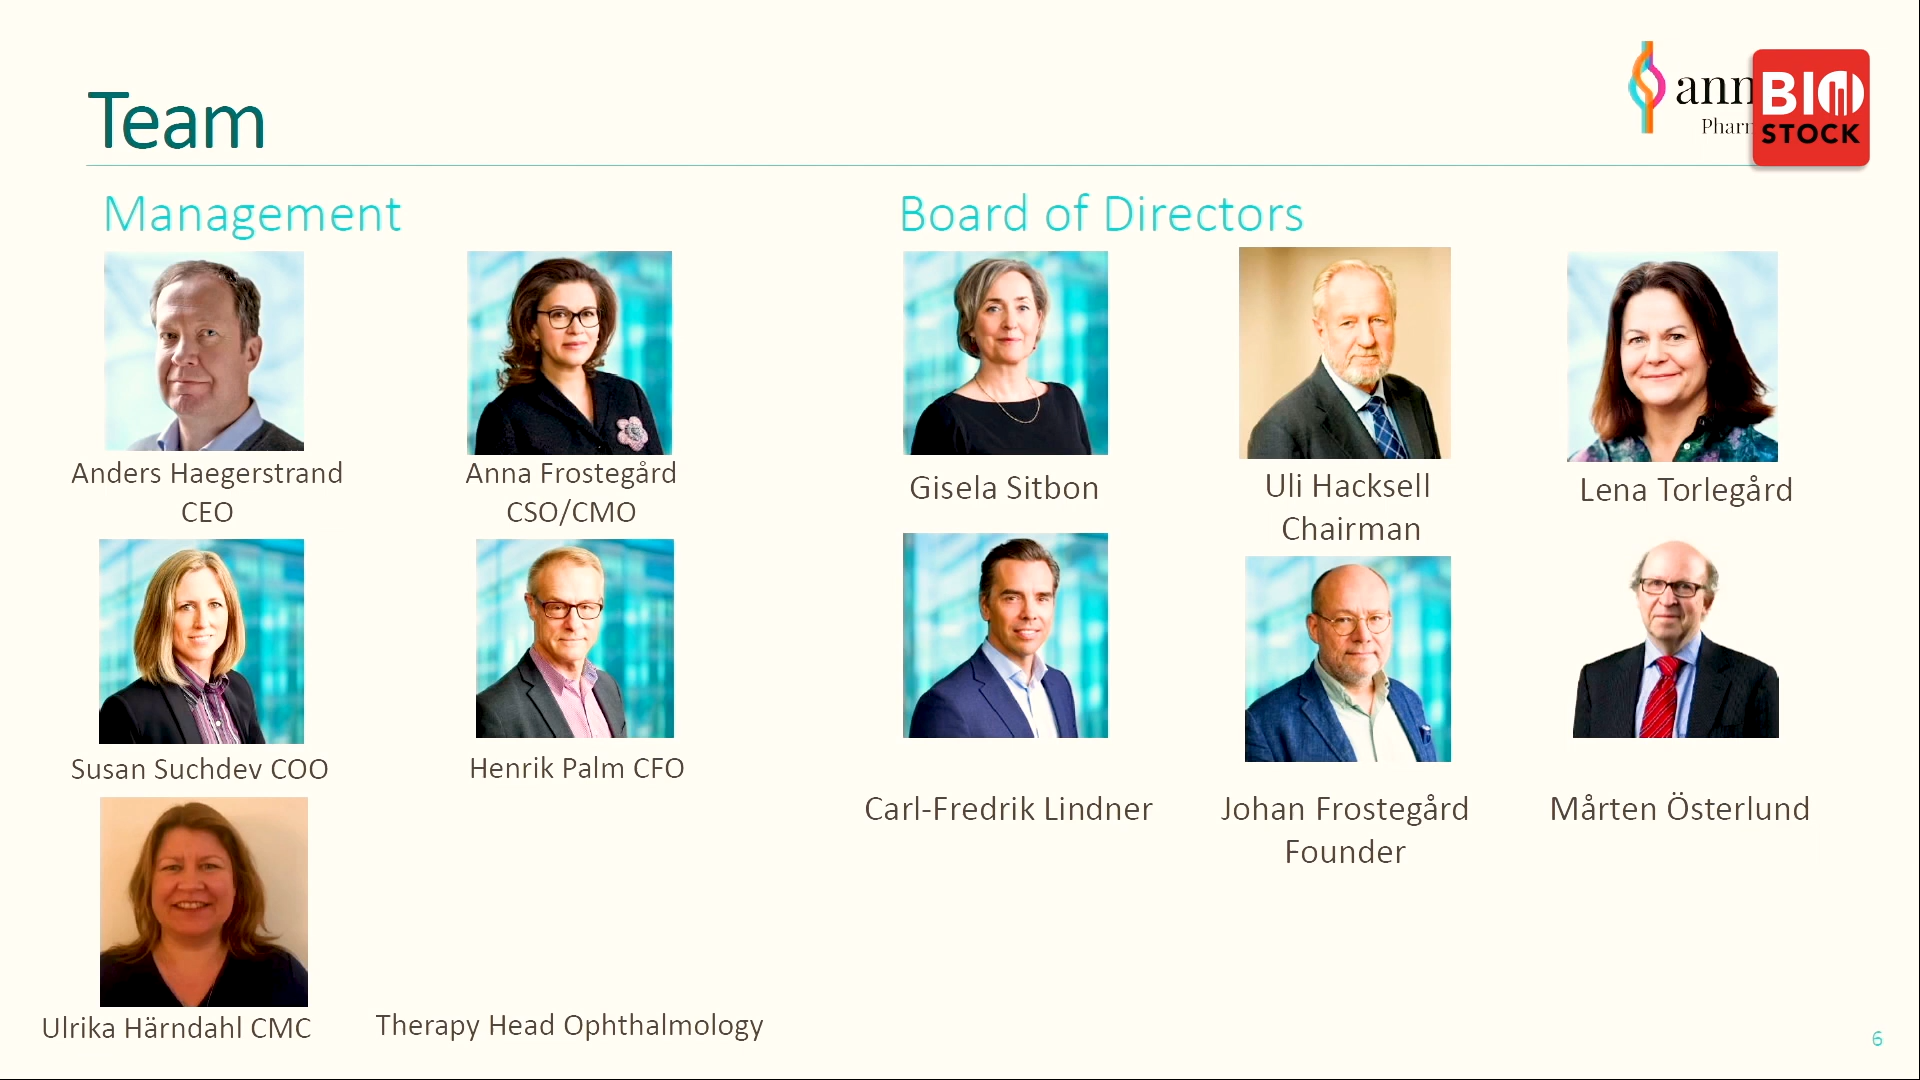 Team
ann
Phar
BIO
STOCK
Management
Board of Directors
Anders Haegerstrand
CEO
Anna Frostegård
CSO/CMO
Gisela Sitbon
Uli Hacksell
Chairman
Lena Torlegård
Susan Suchdev COO
Henrik Palm CFO
Carl-Fredrik Lindner
Johan Frostegård
Founder
Mårten Österlund
Ulrika Härndahl CMC
Therapy Head Ophthalmology
6